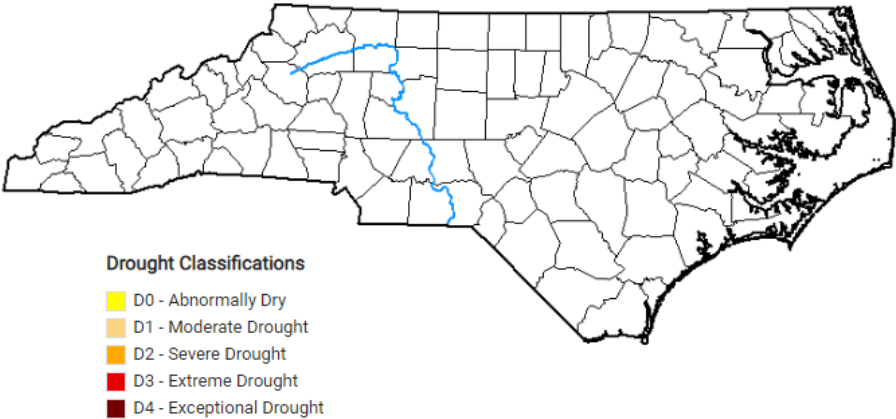 Drought Classifications
D0 - Abnormally Dry
D1 - Moderate Drought
D2 - Severe Drought
D3 - Extreme Drought
D4 - Exceptional Drought